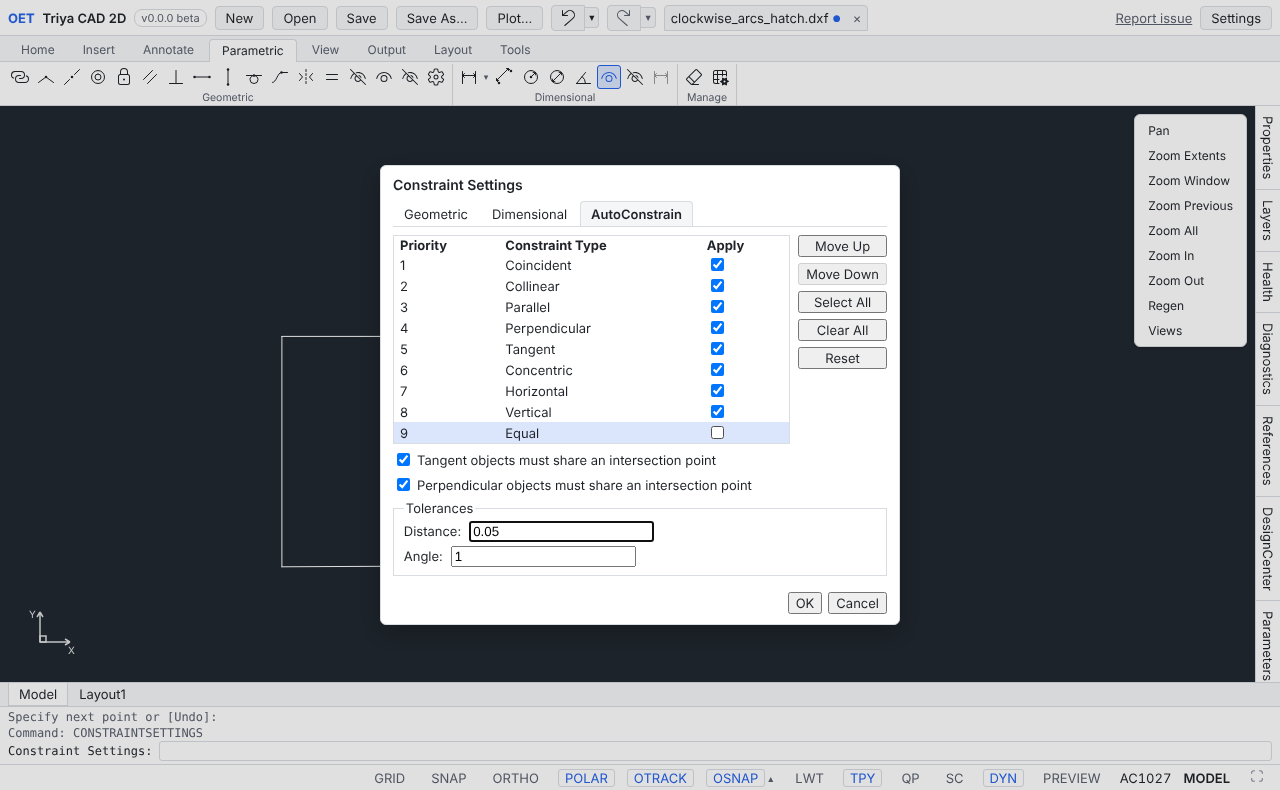 OET Triya CAD 2D v0.0.0 beta New Open Save Save As... Plot... ▾ ▾ clockwise_arcs_hatch.dxf ● × Report issue Settings
Home Insert Annotate Parametric View Output Layout Tools
Geometric Dimensional Manage
Pan
Zoom Extents
Zoom Window
Zoom Previous
Zoom All
Zoom In
Zoom Out
Regen
Views
Properties
Layers
Health
Diagnostics
References
DesignCenter
Parameters
Constraint Settings
Geometric Dimensional AutoConstrain
Priority Constraint Type Apply
1 Coincident
2 Collinear
3 Parallel
4 Perpendicular
5 Tangent
6 Concentric
7 Horizontal
8 Vertical
9 Equal
Move Up
Move Down
Select All
Clear All
Reset
Tangent objects must share an intersection point
Perpendicular objects must share an intersection point
Tolerances
Distance: 0.05
Angle: 1
OK Cancel
Y
X
Model Layout1
Specify next point or [Undo]:
Command: CONSTRAINTSETTINGS
Constraint Settings:
GRID SNAP ORTHO POLAR OTRACK OSNAP ▴ LWT TPY QP SC DYN PREVIEW AC1027 MODEL